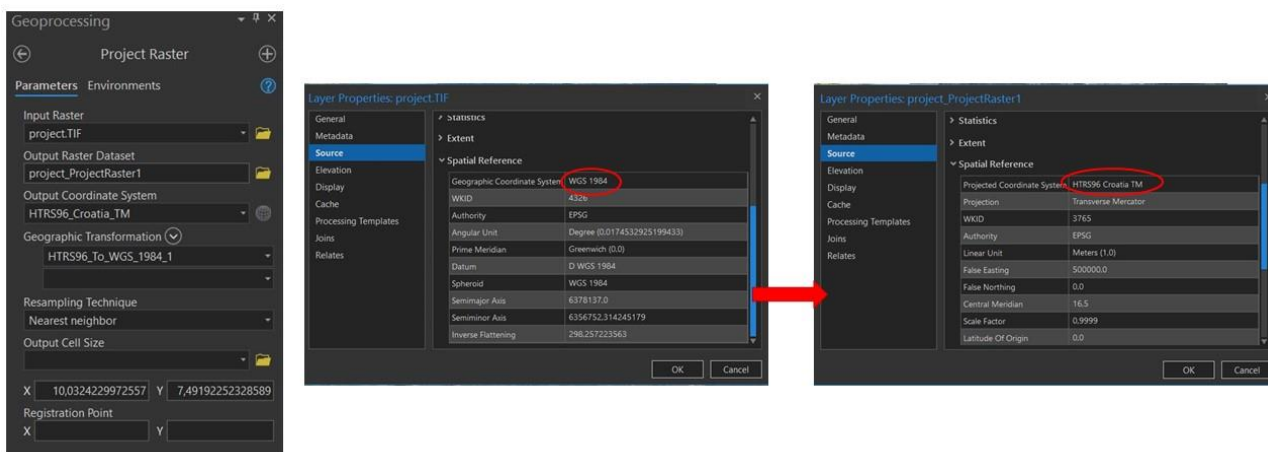 Geoprocessing
Project Raster
Parameters Environments
Input Raster
project.TIF
Output Raster Dataset
project_ProjectRaster1
Output Coordinate System
HTRS96_Croatia_TM
Geographic Transformation
HTRS96_To_WGS_1984_1
Resampling Technique
Nearest neighbor
Output Cell Size
X 10,0324229972557 Y 7,49192252328589
Registration Point
X Y
Layer Properties: project.TIF
General
Metadata
Source
Elevation
Display
Cache
Processing Templates
Joins
Relates
Statistics
Extent
Spatial Reference
Geographic Coordinate System WGS 1984
WKID 4326
Authority EPSG
Angular Unit Degree (0,0174532925199433)
Prime Meridian Greenwich (0,0)
Datum D WGS 1984
Spheroid WGS 1984
Semimajor Axis 6378137,0
Semiminor Axis 6356752,314245179
Inverse Flattening 298,257223563
OK Cancel
Layer Properties: project_ProjectRaster1
General
Metadata
Source
Elevation
Display
Cache
Processing Templates
Joins
Relates
Statistics
Extent
Spatial Reference
Projected Coordinate System HTRS96 Croatia TM
Projection Transverse Mercator
WKID 3765
Authority EPSG
Linear Unit Meters (1,0)
False Easting 500000,0
False Northing 0,0
Central Meridian 16,5
Scale Factor 0,9999
Latitude Of Origin 0,0
OK Cancel